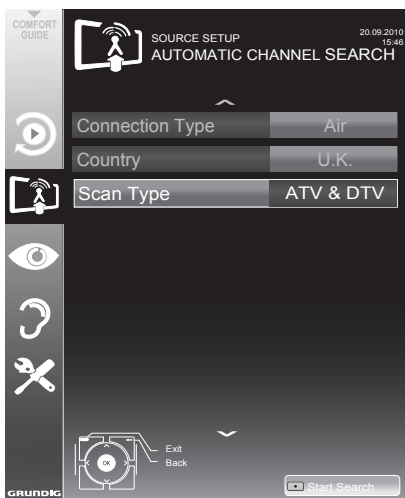 COMFORT
GUIDE
SOURCE SETUP
AUTOMATIC CHANNEL SEARCH
20.09.2010
15:46
Connection Type
Air
Country
U.K.
Scan Type
ATV & DTV
OK
Exit
Back
Start Search
GRUNDIG